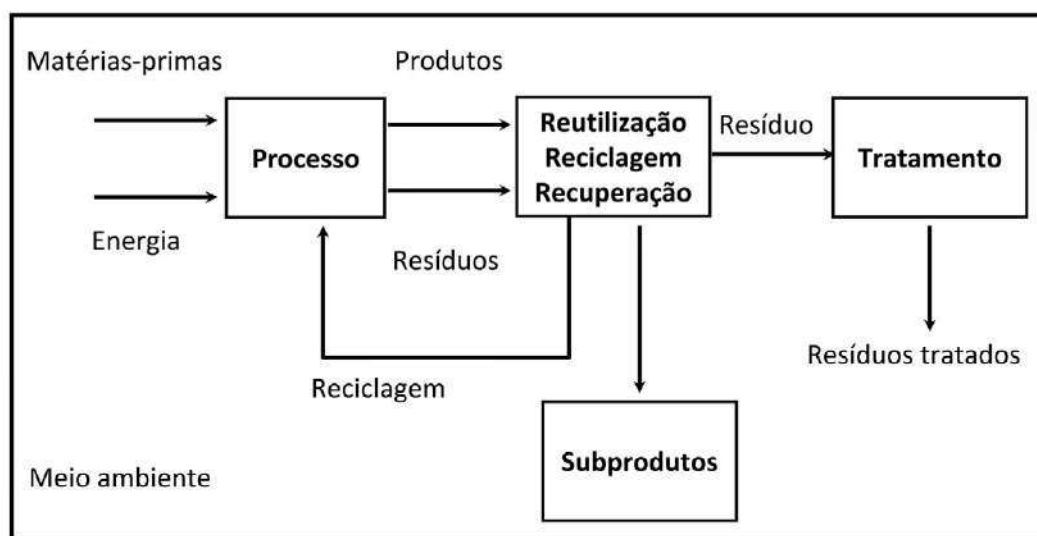 Matérias-primas
Produtos
Processo
Reutilização
Reciclagem
Recuperação
Resíduo
Tratamento
Energia
Resíduos
Reciclagem
Resíduos tratados
Subprodutos
Meio ambiente